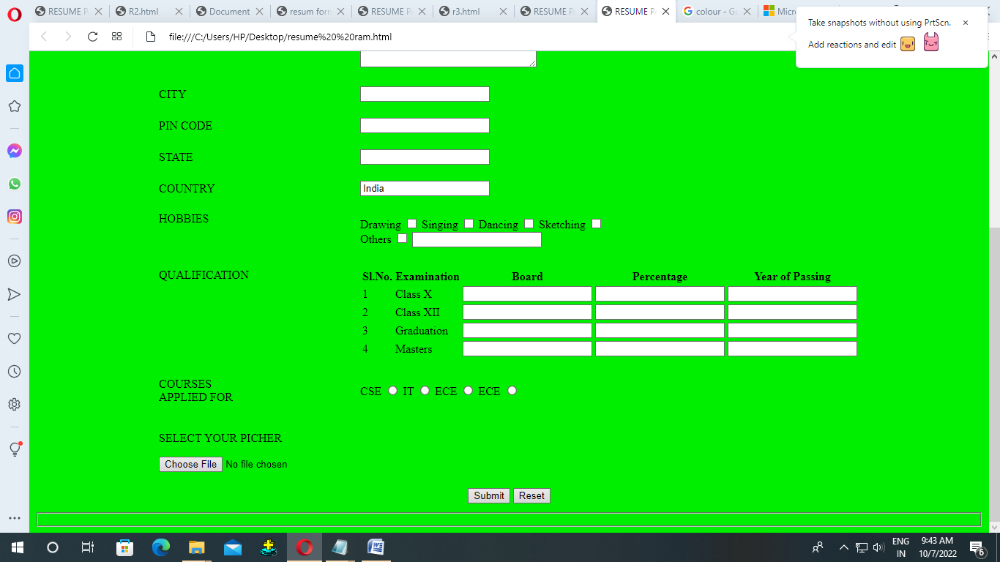 RESUME P
R2.html
Document
resum form
RESUME P
r3.html
RESUME P
RESUME P
colour - G
Micr
file:///C:/Users/HP/Desktop/resume%20%20ram.html
Take snapshots without using PrtScn.
Add reactions and edit
CITY
PIN CODE
STATE
COUNTRY India
HOBBIES
Drawing Singing Dancing Sketching
Others
QUALIFICATION
Sl.No. Examination Board Percentage Year of Passing
1 Class X
2 Class XII
3 Graduation
4 Masters
COURSES
APPLIED FOR
CSE IT ECE ECE
SELECT YOUR PICHER
Choose File No file chosen
Submit Reset
ENG
IN
9:43 AM
10/7/2022
6